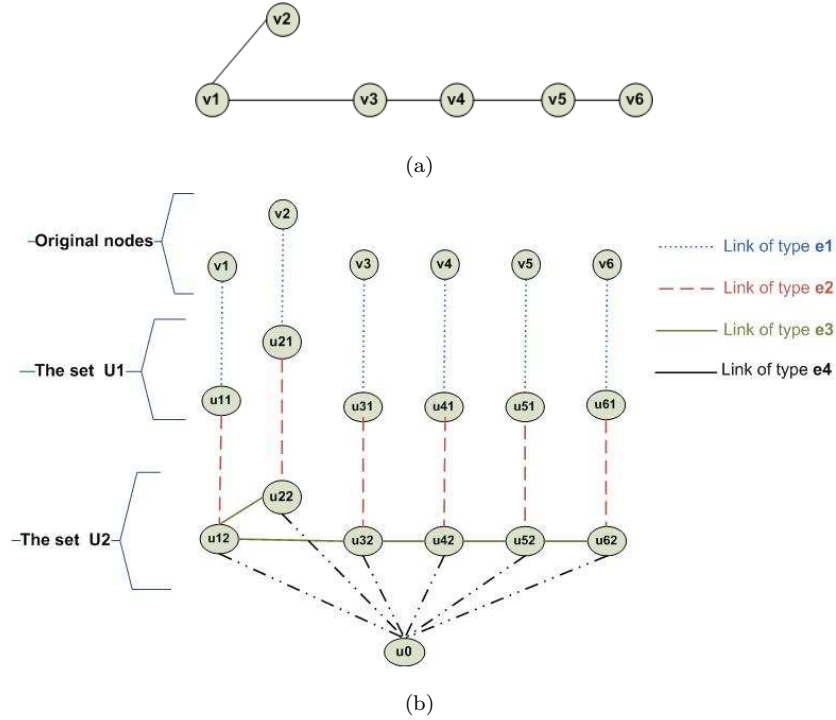 v2
v1 v3 v4 v5 v6
(a)
Original nodes
v2
v1 v3 v4 v5 v6
Link of type e1
Link of type e2
Link of type e3
Link of type e4
The set U1
u21
u11 u31 u41 u51 u61
The set U2
u22
u12 u32 u42 u52 u62
u0
(b)